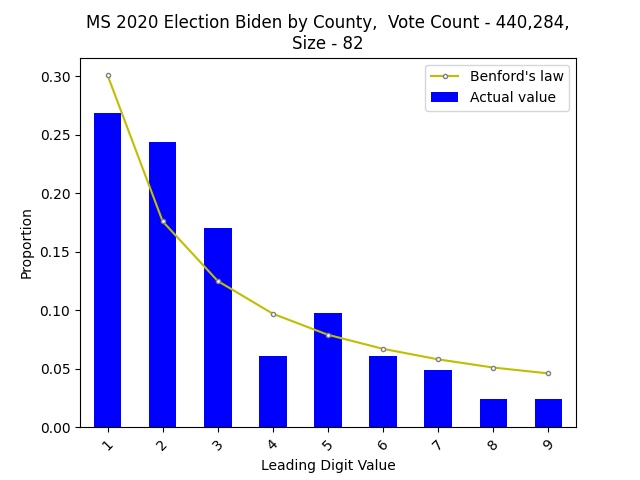 MS 2020 Election Biden by County,  Vote Count - 440,284,
Size - 82
Benford's law
Actual value
Proportion
0.30
0.25
0.20
0.15
0.10
0.05
0.00
1 2 3 4 5 6 7 8 9
Leading Digit Value